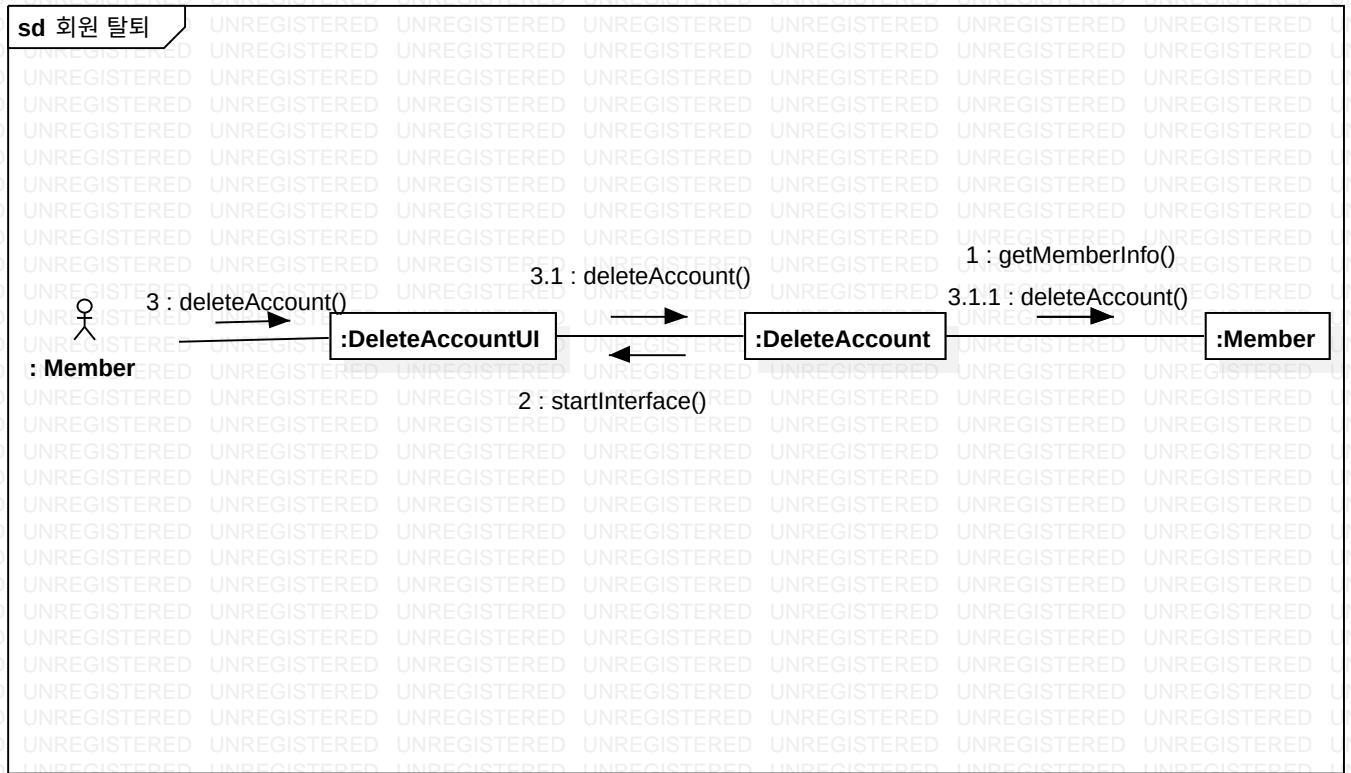 sd 회원 탈퇴
1 : getMemberInfo()
3.1 : deleteAccount()
3.1.1 : deleteAccount()
3 : deleteAccount()
:DeleteAccountUI
:DeleteAccount
:Member
: Member
2 : startInterface()
UNREGISTERED